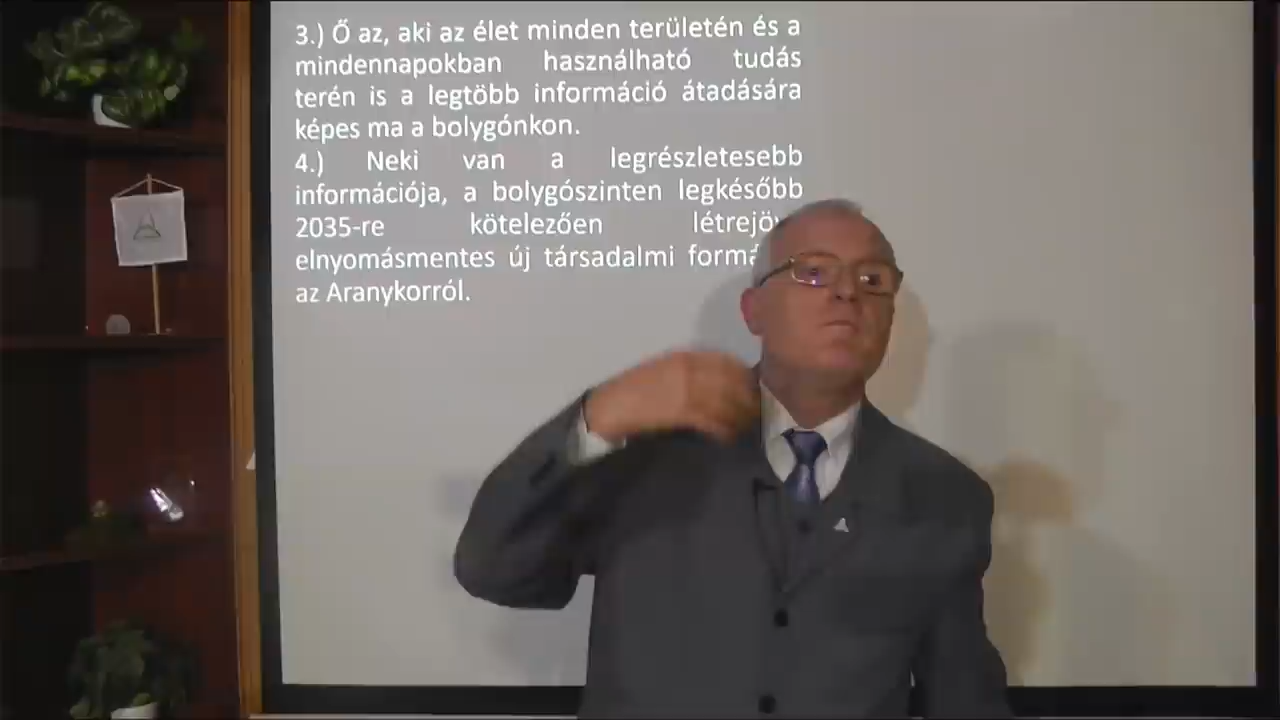 3.) Ő az, aki az élet minden területén és a
mindennapokban használható tudás
terén is a legtöbb információ átadására
képes ma a bolygónkon.
4.) Neki van a legrészletesebb
információja, a bolygószinten legkésőbb
2035-re kötelezően
elnyomásmentes új társadalmi
az Aranykorról.